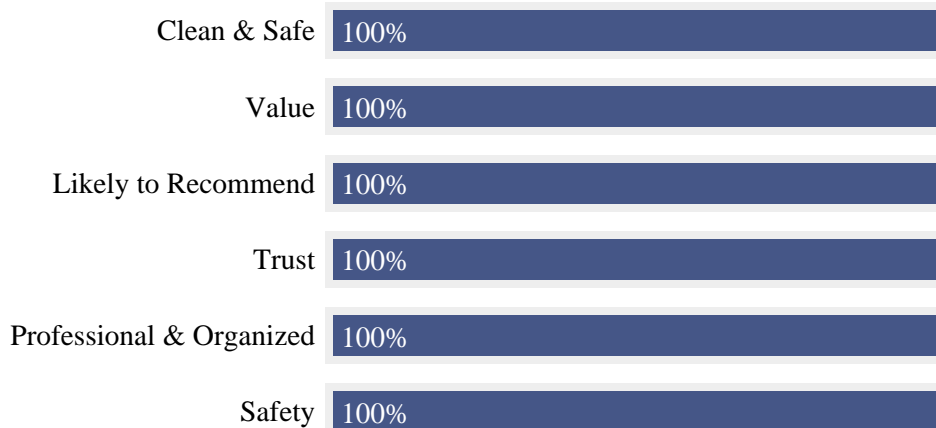 Clean & Safe 100%
Value 100%
Likely to Recommend 100%
Trust 100%
Professional & Organized 100%
Safety 100%